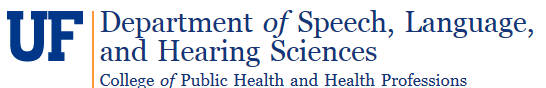 UF
Department of Speech, Language,
and Hearing Sciences
College of Public Health and Health Professions